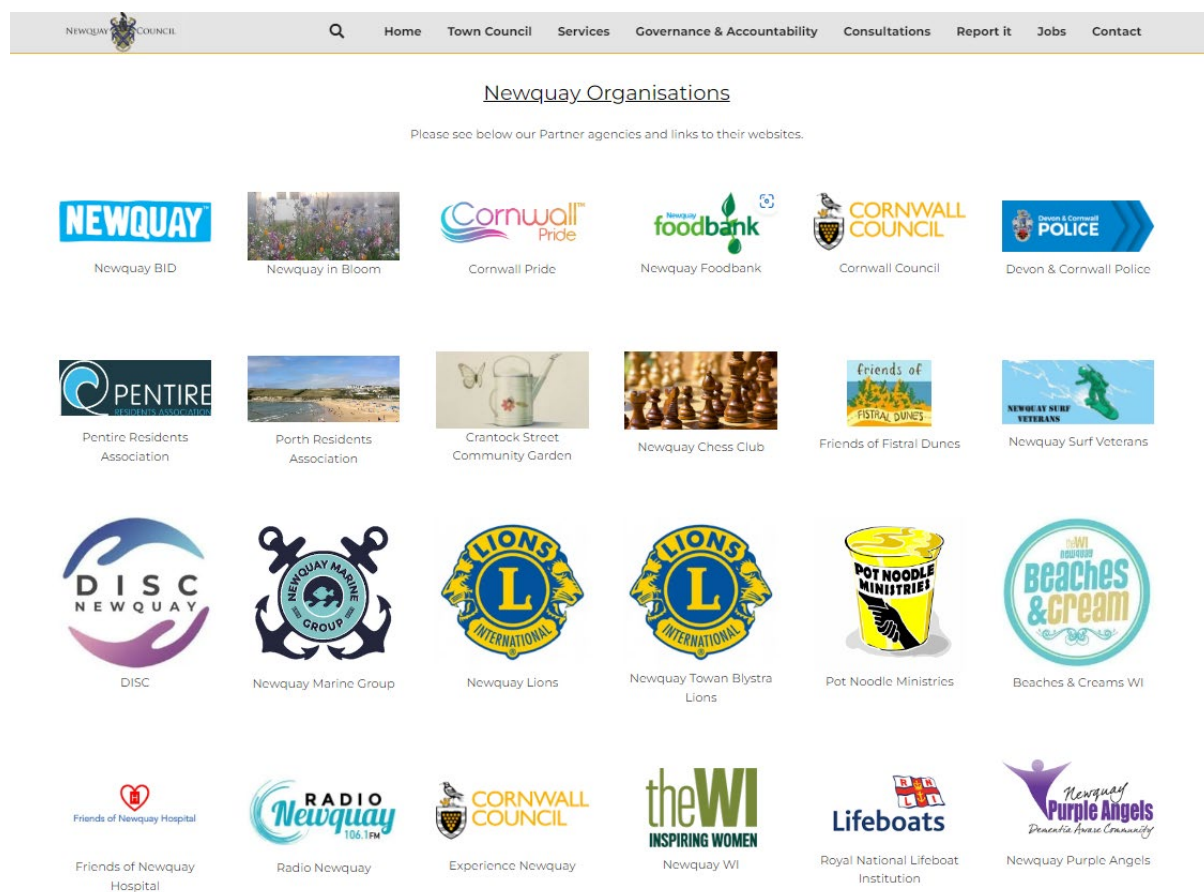 NEWQUAY COUNCIL
Home Town Council Services Governance & Accountability Consultations Report it Jobs Contact
Newquay Organisations
Please see below our Partner agencies and links to their websites.
NEWQUAY™
Newquay BID
Newquay in Bloom
Cornwall™
Pride
Cornwall Pride
Newquay
foodbank
Newquay Foodbank
CORNWALL
COUNCIL
Cornwall Council
Devon & Cornwall
POLICE
Devon & Cornwall Police
PENTIRE
RESIDENTS ASSOCIATION
Pentire Residents
Association
Porth Residents
Association
Crantock Street
Community Garden
Newquay Chess Club
friends of
FISTRAL DUNES
Friends of Fistral Dunes
NEWQUAY SURF
VETERANS
Newquay Surf Veterans
DISC
NEWQUAY
DISC
NEWQUAY MARINE
GROUP
Newquay Marine Group
LIONS
L
INTERNATIONAL
Newquay Lions
LIONS
L
INTERNATIONAL
Newquay Towan Blystra
Lions
POT NOODLE
MINISTRIES
Pot Noodle Ministries
theWI
newquay
Beaches
&cream
Beaches & Creams WI
H
Friends of Newquay Hospital
Friends of Newquay
Hospital
RADIO
Newquay
106.1FM
Radio Newquay
CORNWALL
COUNCIL
Experience Newquay
theWI
INSPIRING WOMEN
Newquay WI
RNLI
Lifeboats
Royal National Lifeboat
Institution
Newquay
Purple Angels
Dementia Aware Community
Newquay Purple Angels